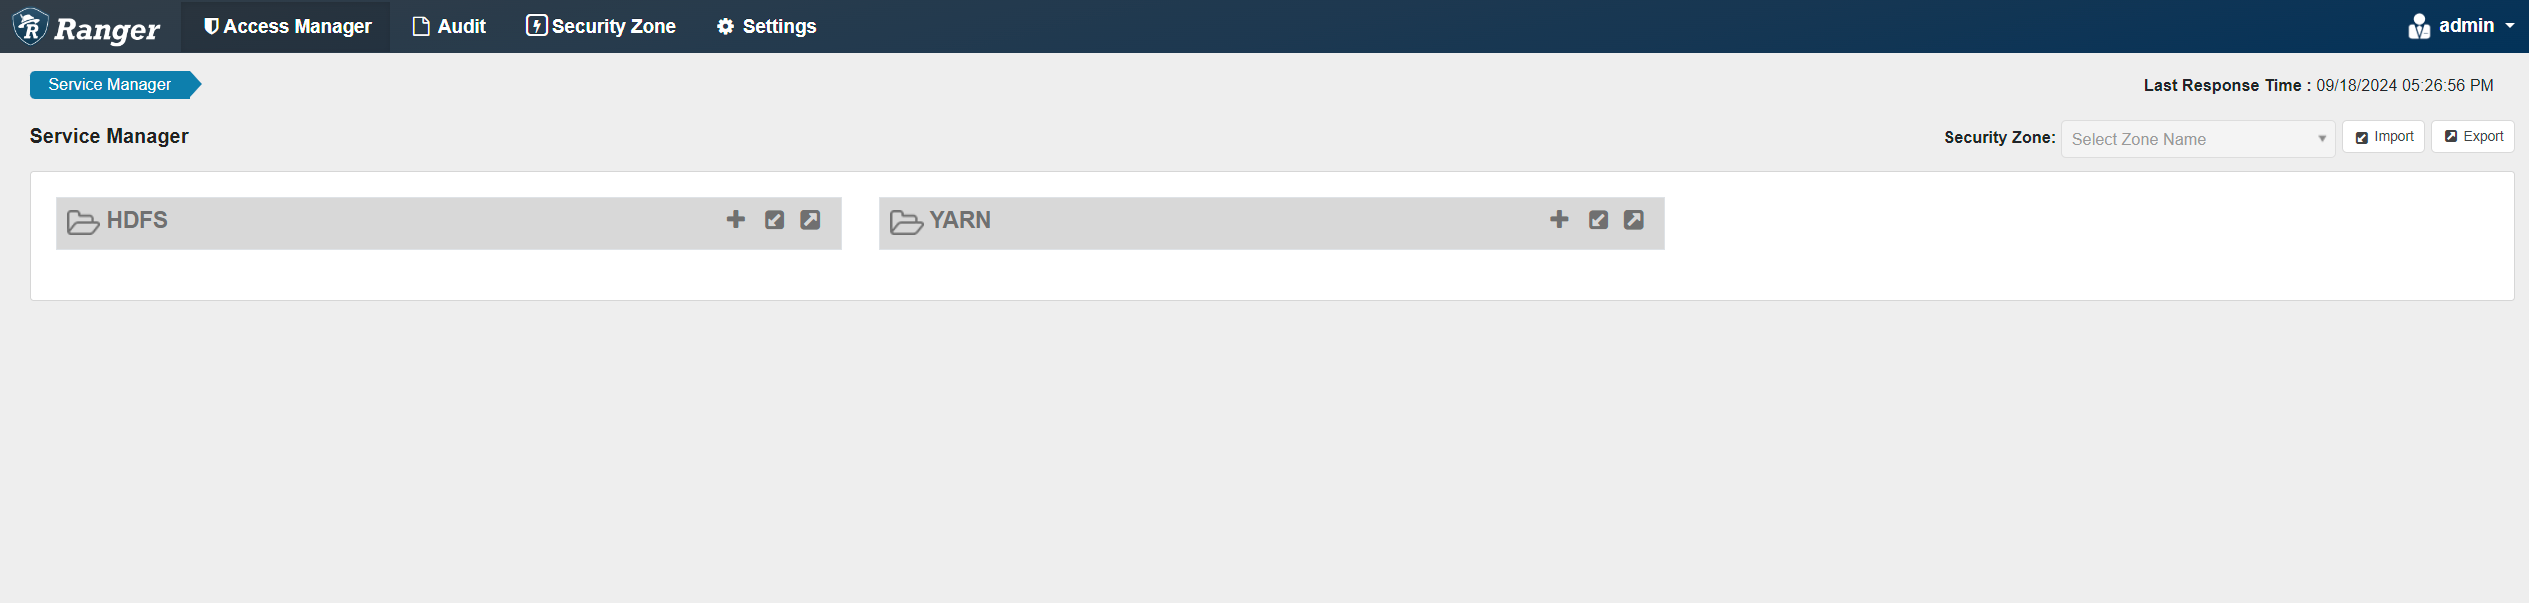 Ranger Access Manager Audit Security Zone Settings admin
Service Manager
Last Response Time : 09/18/2024 05:26:56 PM
Service Manager
Security Zone: Select Zone Name Import Export
HDFS
YARN